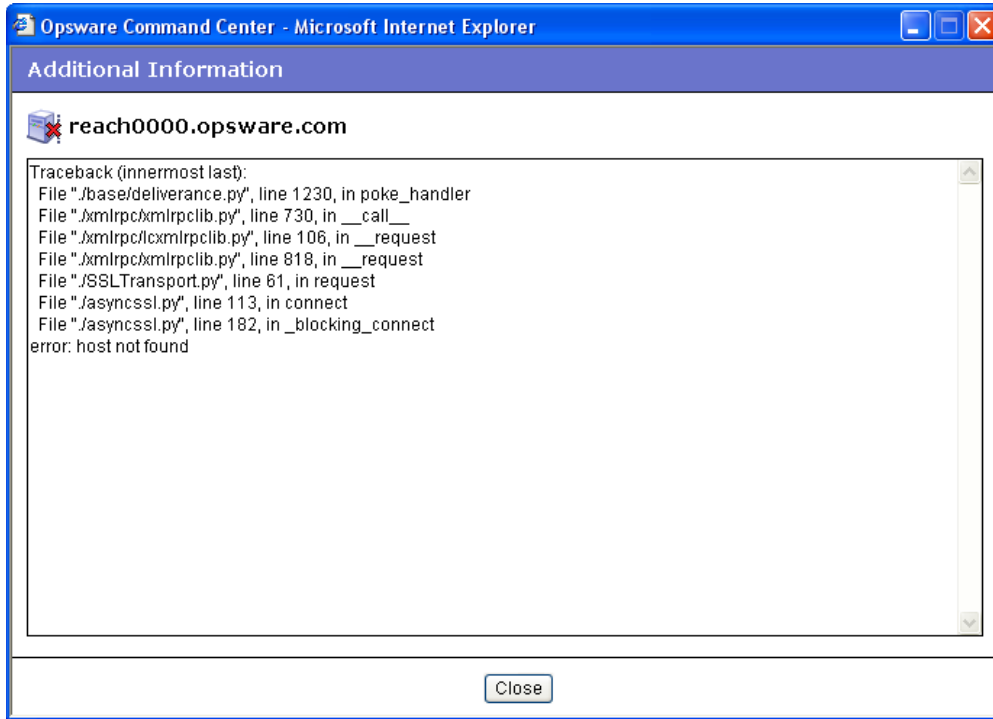 Opsware Command Center - Microsoft Internet Explorer
Additional Information
reach0000.opsware.com
Traceback (innermost last):
File "./base/deliverance.py", line 1230, in poke_handler
File "./xmlrpc/xmlrpclib.py", line 730, in __call__
File "./xmlrpc/lcxmlrpclib.py", line 106, in __request
File "./xmlrpc/xmlrpclib.py", line 818, in __request
File "./SSLTransport.py", line 61, in request
File "./asyncssl.py", line 113, in connect
File "./asyncssl.py", line 182, in _blocking_connect
error: host not found
Close